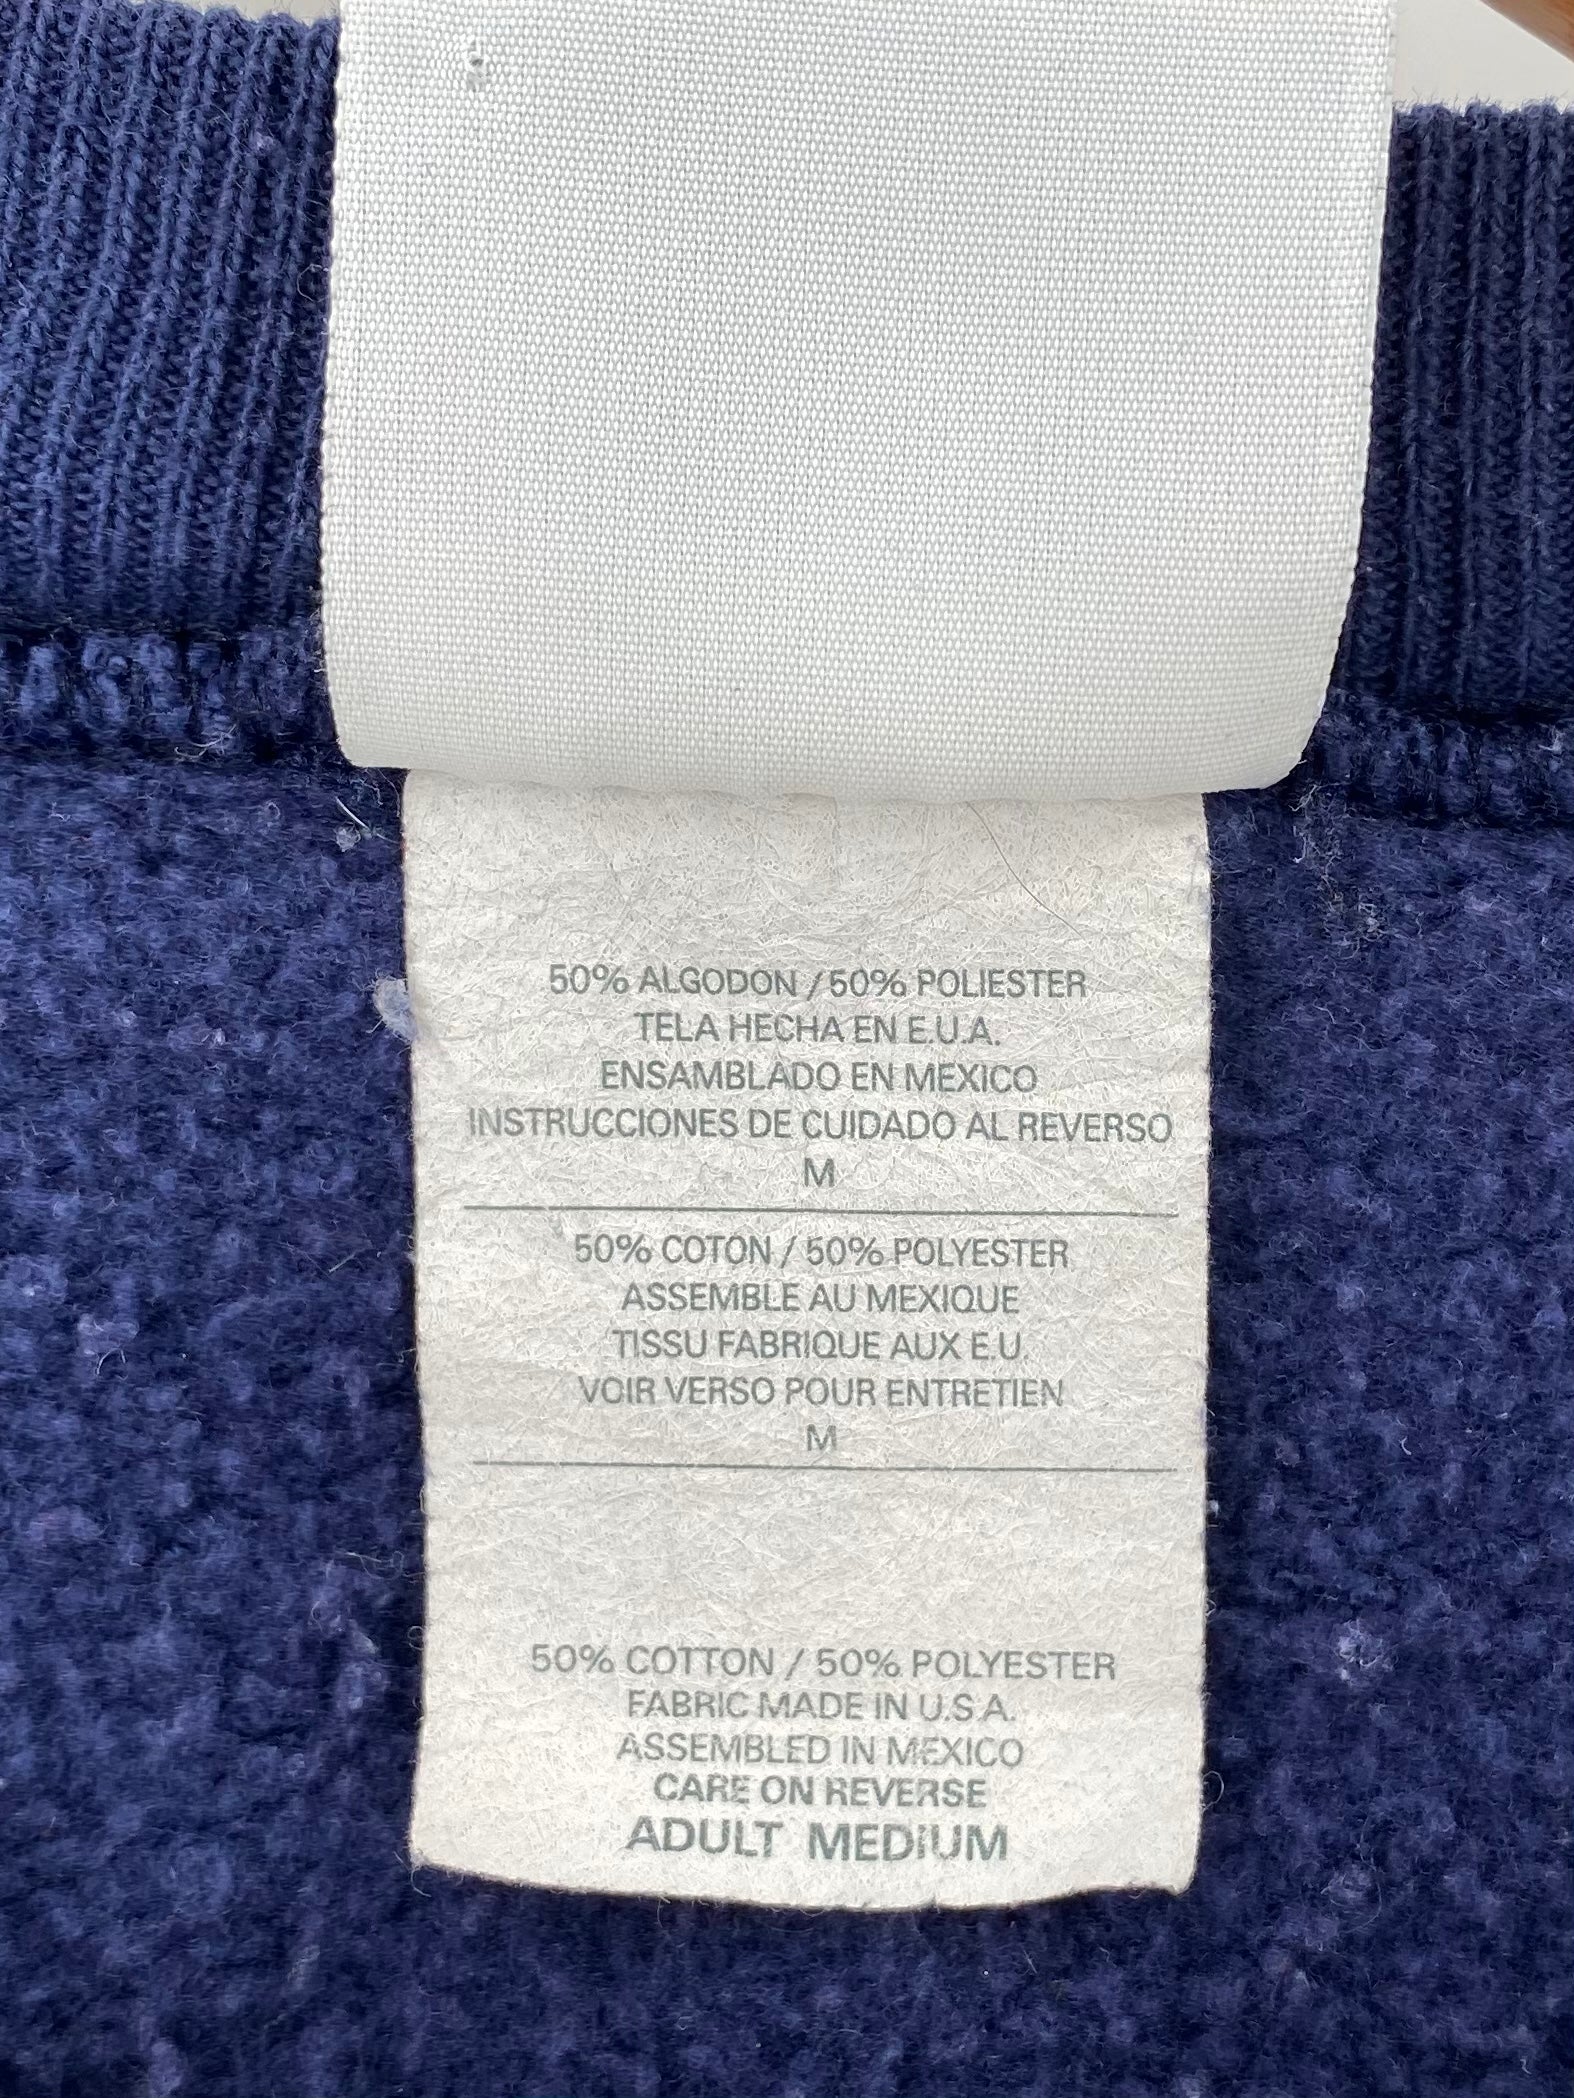 50% ALGODON / 50% POLIESTER
TELA HECHA EN E.U.A.
ENSAMBLADO EN MEXICO
INSTRUCCIONES DE CUIDADO AL REVERSO
M
50% COTON / 50% POLYESTER
ASSEMBLE AU MEXIQUE
TISSU FABRIQUE AUX E.U.
VOIR VERSO POUR ENTRETIEN
M
50% COTTON / 50% POLYESTER
FABRIC MADE IN U.S.A.
ASSEMBLED IN MEXICO
CARE ON REVERSE
ADULT MEDIUM